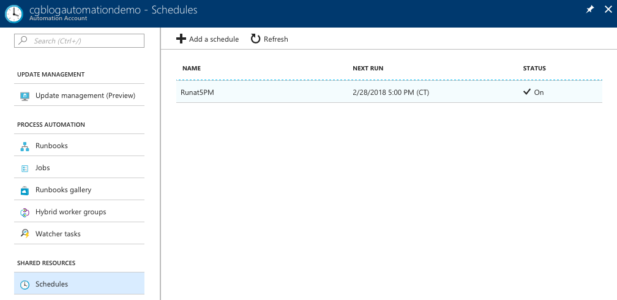 cgblogautomationdemo - Schedules
Automation Account
Search (Ctrl+/)
Add a schedule
Refresh
NAME
NEXT RUN
STATUS
RunatSPM
2/28/2018 5:00 PM (CT)
On
UPDATE MANAGEMENT
Update management (Preview)
PROCESS AUTOMATION
Runbooks
Jobs
Runbooks gallery
Hybrid worker groups
Watcher tasks
SHARED RESOURCES
Schedules